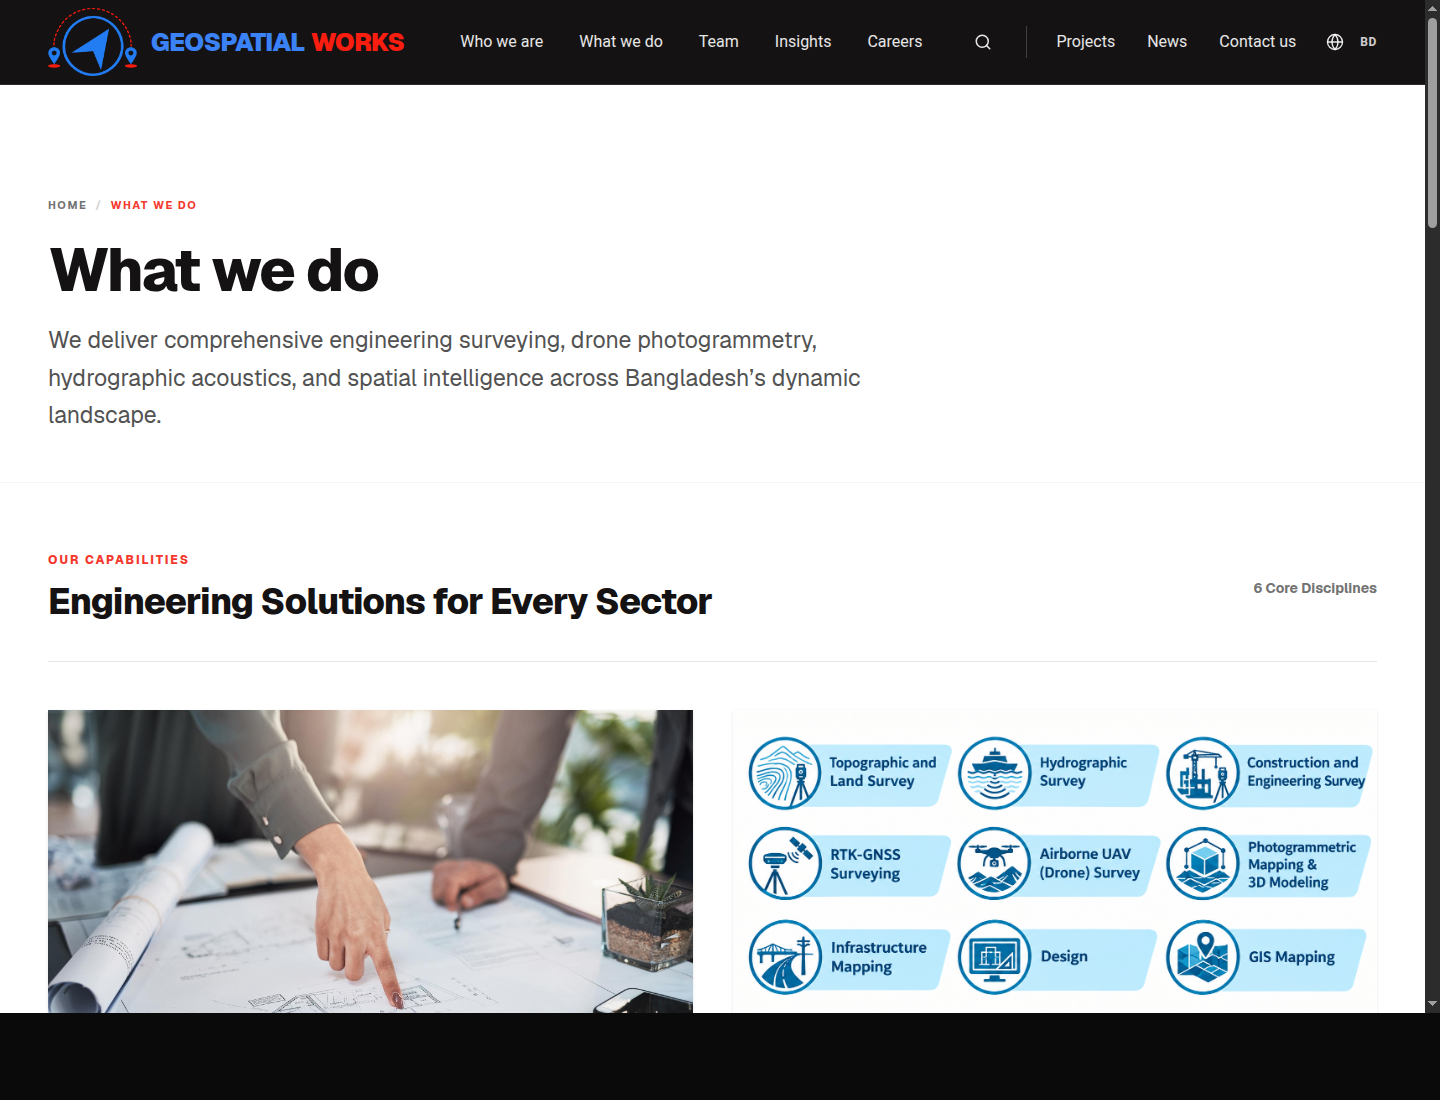 GEOSPATIAL WORKS
Who we are
What we do
Team
Insights
Careers
Projects
News
Contact us
BD
HOME / WHAT WE DO
What we do
We deliver comprehensive engineering surveying, drone photogrammetry,
hydrographic acoustics, and spatial intelligence across Bangladesh’s dynamic
landscape.
OUR CAPABILITIES
Engineering Solutions for Every Sector
6 Core Disciplines
Topographic and
Land Survey
Hydrographic
Survey
Construction and
Engineering Survey
RTK-GNSS
Surveying
Airborne UAV
(Drone) Survey
Photogrammetric
Mapping &
3D Modeling
Infrastructure
Mapping
Design
GIS Mapping